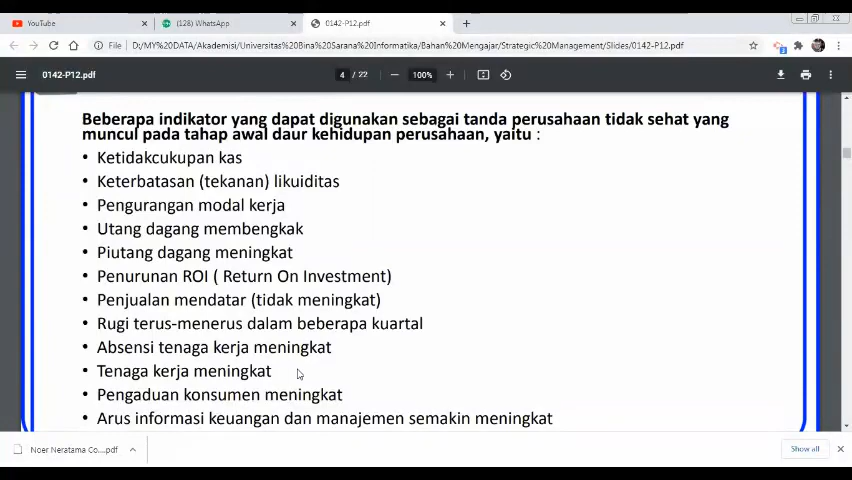 YouTube
(128) WhatsApp
0142-P12.pdf
File
D:/MY%20DATA/Akademisi/Universitas%20Bina%20Sarana%20Informatika/Bahan%20Mengajar/Strategic%20Management/Slides/0142-P12.pdf
0142-P12.pdf
4 / 22
100%
Beberapa indikator yang dapat digunakan sebagai tanda perusahaan tidak sehat yang
muncul pada tahap awal daur kehidupan perusahaan, yaitu :
• Ketidakcukupan kas
• Keterbatasan (tekanan) likuiditas
• Pengurangan modal kerja
• Utang dagang membengkak
• Piutang dagang meningkat
• Penurunan ROI ( Return On Investment)
• Penjualan mendatar (tidak meningkat)
• Rugi terus-menerus dalam beberapa kuartal
• Absensi tenaga kerja meningkat
• Tenaga kerja meningkat
• Pengaduan konsumen meningkat
• Arus informasi keuangan dan manajemen semakin meningkat
Noer Neratama Co....pdf
Show all